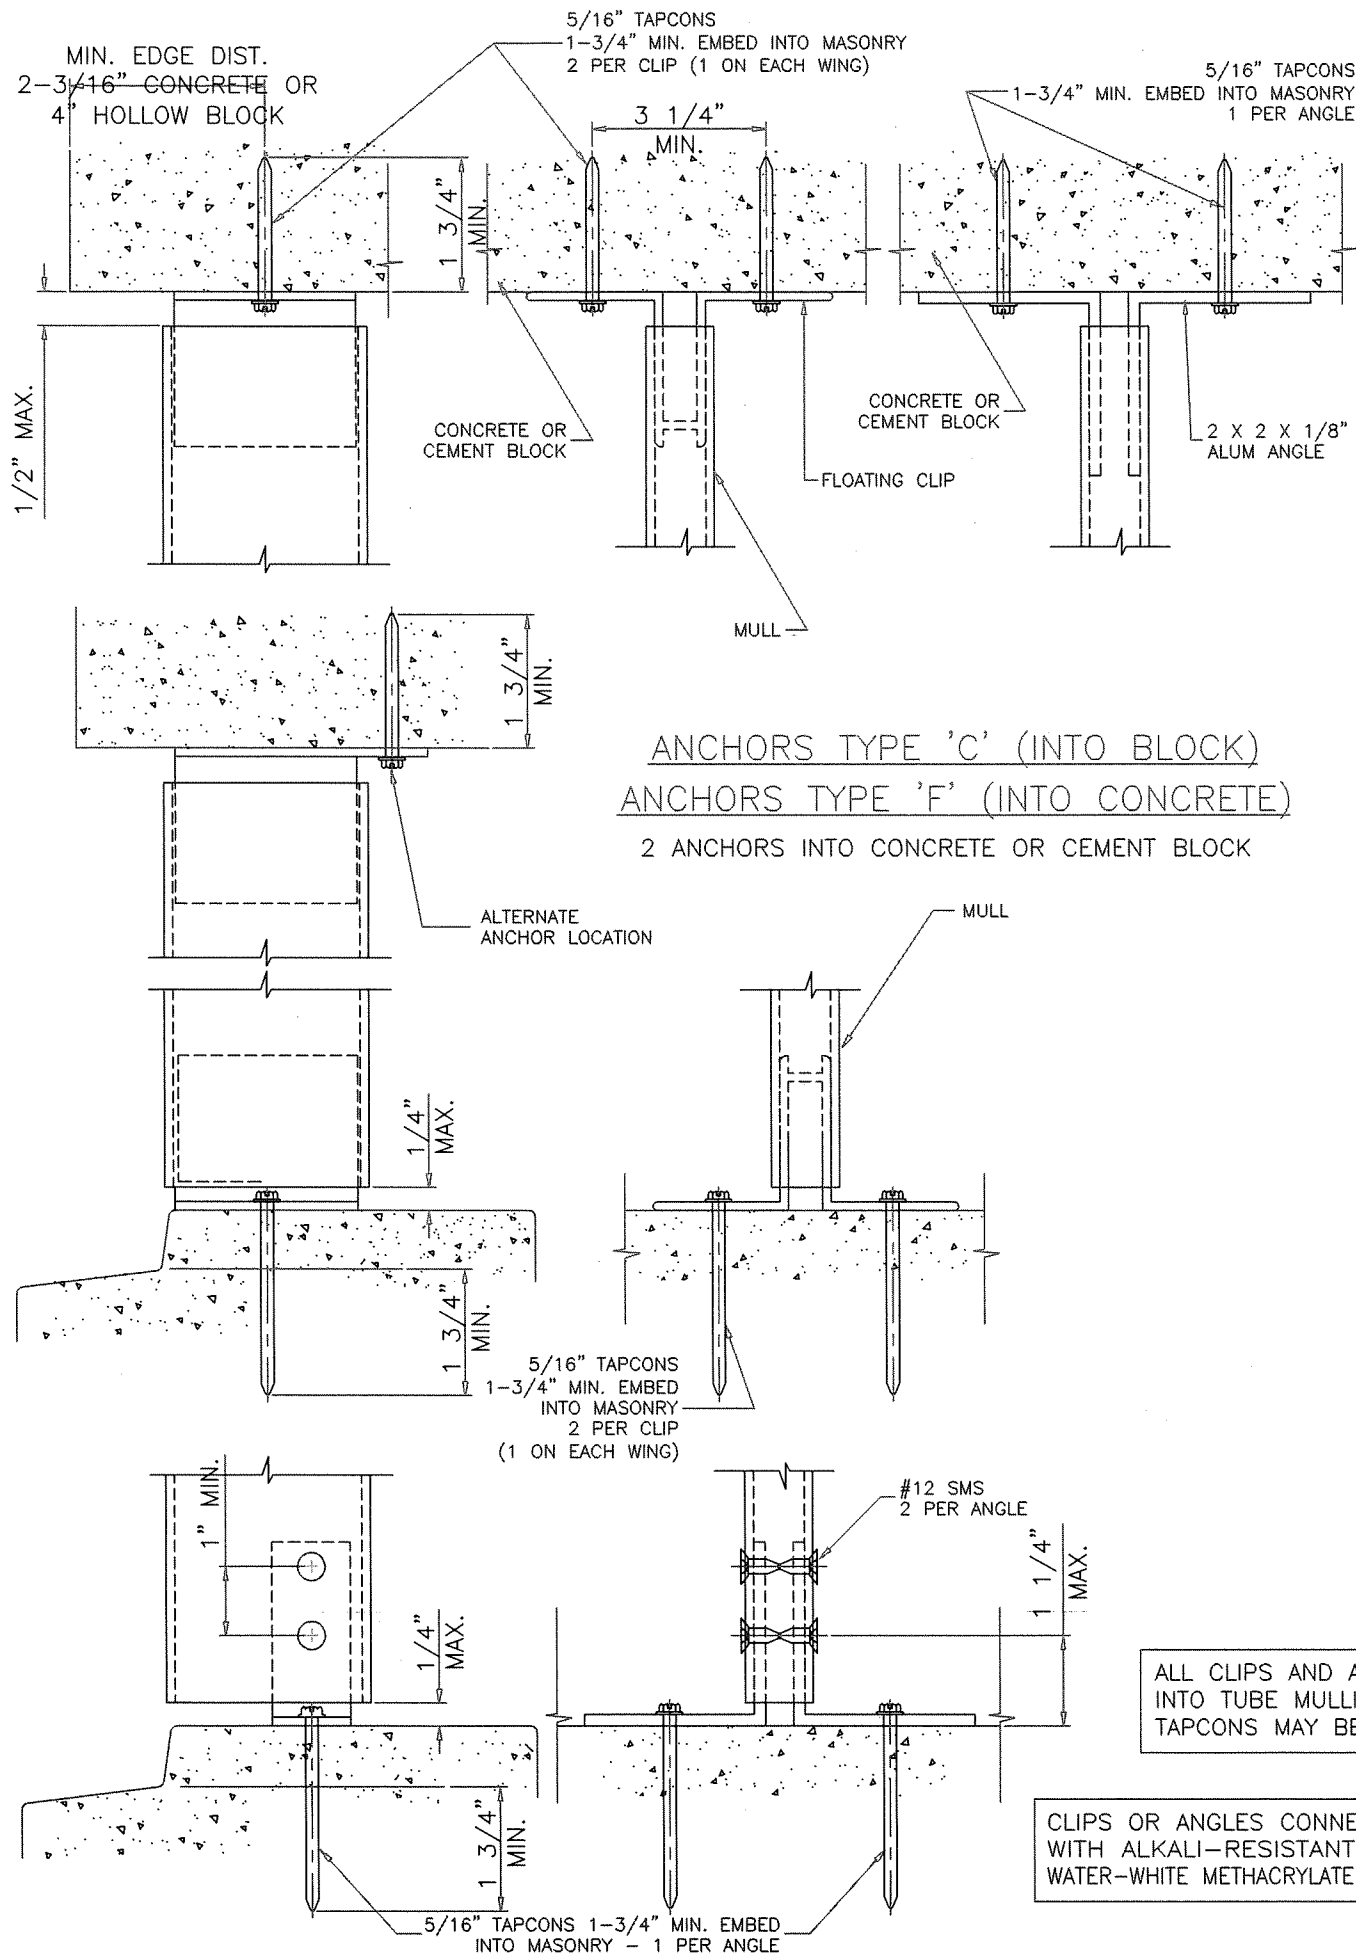 MIN. EDGE DIST.
2-3/16" CONCRETE OR
4" HOLLOW BLOCK
5/16" TAPCONS
1-3/4" MIN. EMBED INTO MASONRY
2 PER CLIP (1 ON EACH WING)
5/16" TAPCONS
1-3/4" MIN. EMBED INTO MASONRY
1 PER ANGLE
3 1/4"
MIN.
1 3/4"
MIN.
1/2" MAX.
CONCRETE OR
CEMENT BLOCK
FLOATING CLIP
CONCRETE OR
CEMENT BLOCK
2 X 2 X 1/8"
ALUM ANGLE
MULL
1 3/4"
MIN.
ANCHORS TYPE 'C' (INTO BLOCK)
ANCHORS TYPE 'F' (INTO CONCRETE)
2 ANCHORS INTO CONCRETE OR CEMENT BLOCK
ALTERNATE
ANCHOR LOCATION
MULL
1/4"
MAX.
1 3/4"
MIN.
5/16" TAPCONS
1-3/4" MIN. EMBED
INTO MASONRY
2 PER CLIP
(1 ON EACH WING)
1" MIN.
#12 SMS
2 PER ANGLE
1 1/4"
MAX.
1/4"
MAX.
ALL CLIPS AND A
INTO TUBE MULLI
TAPCONS MAY BE
1 3/4"
MIN.
CLIPS OR ANGLES CONNE
WITH ALKALI-RESISTANT
WATER-WHITE METHACRYLATE
5/16" TAPCONS 1-3/4" MIN. EMBED
INTO MASONRY - 1 PER ANGLE